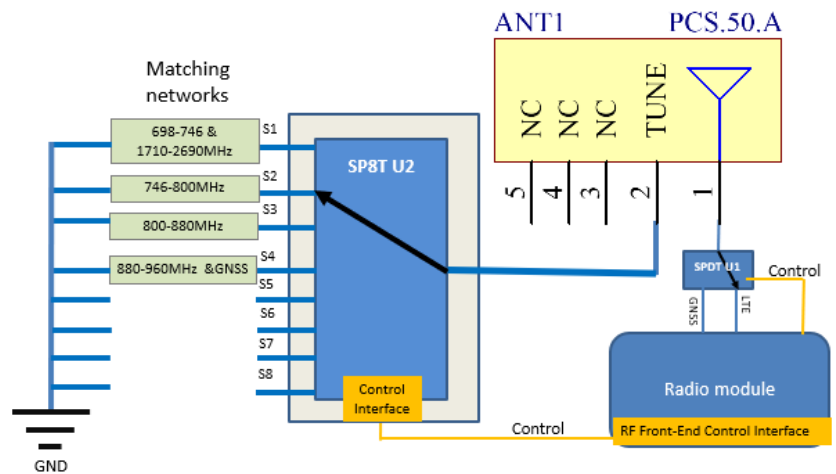 ANT1
PCS.50.A
NC
NC
NC
TUNE
5
4
3
2
1
Matching
networks
698-746 &
1710-2690MHz
746-800MHz
800-880MHz
880-960MHz &GNSS
S1
S2
S3
S4
S5
S6
S7
S8
SP8T U2
Control
Interface
Control
SPDT U1
Control
GNSS
LTE
Radio module
RF Front-End Control Interface
GND